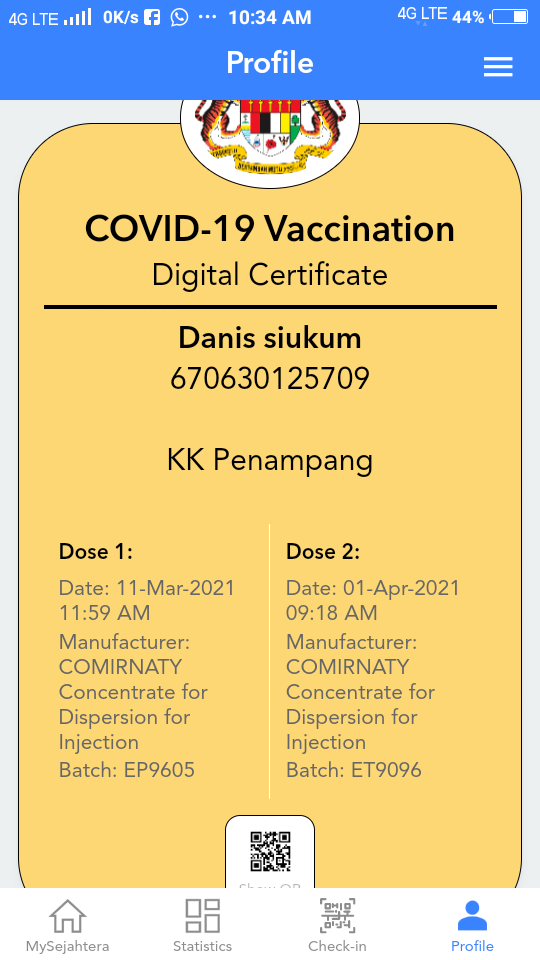 4G LTE 0K/s ··· 10:34 AM 4G LTE 44%
Profile
COVID-19 Vaccination
Digital Certificate
Danis siukum
670630125709
KK Penampang
Dose 1:
Date: 11-Mar-2021
11:59 AM
Manufacturer:
COMIRNATY
Concentrate for
Dispersion for
Injection
Batch: EP9605
Dose 2:
Date: 01-Apr-2021
09:18 AM
Manufacturer:
COMIRNATY
Concentrate for
Dispersion for
Injection
Batch: ET9096
Show QR
MySejahtera
Statistics
Check-in
Profile